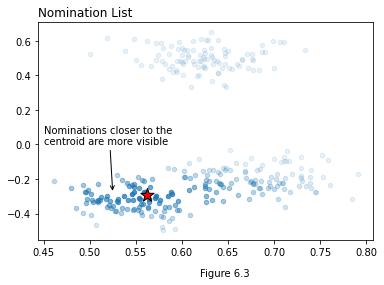 Nomination List
0.6
0.4
0.2
0.0
−0.2
−0.4
Nominations closer to the
centroid are more visible
0.45 0.50 0.55 0.60 0.65 0.70 0.75 0.80
Figure 6.3